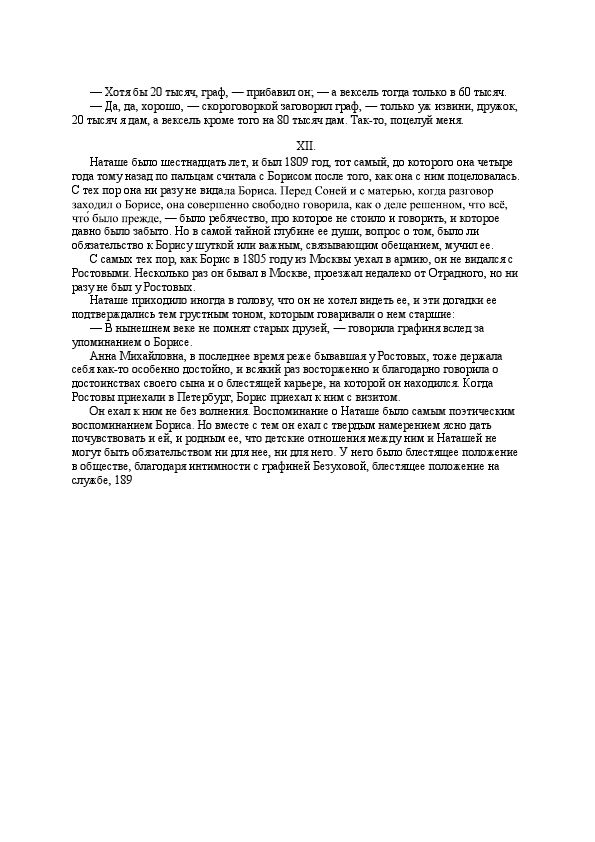 — Хотя бы 20 тысяч, граф, — прибавил он; — а вексель тогда только в 60 тысяч.
— Да, да, хорошо, — скороговоркой заговорил граф, — только уж извини, дружок,
20 тысяч я дам, а вексель кроме того на 80 тысяч дам. Так-то, поцелуй меня.
XII.
Наташе было шестнадцать лет, и был 1809 год, тот самый, до которого она четыре
года тому назад по пальцам считала с Борисом после того, как она с ним поцеловалась.
С тех пор она ни разу не видала Бориса. Перед Соней и с матерью, когда разговор
заходил о Борисе, она совершенно свободно говорила, как о деле решенном, что всё,
что́ было прежде, — было ребячество, про которое не стоило и говорить, и которое
давно было забыто. Но в самой тайной глубине ее души, вопрос о том, было ли
обязательство к Борису шуткой или важным, связывающим обещанием, мучил ее.
С самых тех пор, как Борис в 1805 году из Москвы уехал в армию, он не видался с
Ростовыми. Несколько раз он бывал в Москве, проезжал недалеко от Отрадного, но ни
разу не был у Ростовых.
Наташе приходило иногда в голову, что он не хотел видеть ее, и эти догадки ее
подтверждались тем грустным тоном, которым говаривали о нем старшие:
— В нынешнем веке не помнят старых друзей, — говорила графиня вслед за
упоминанием о Борисе.
Анна Михайловна, в последнее время реже бывавшая у Ростовых, тоже держала
себя как-то особенно достойно, и всякий раз восторженно и благодарно говорила о
достоинствах своего сына и о блестящей карьере, на которой он находился. Когда
Ростовы приехали в Петербург, Борис приехал к ним с визитом.
Он ехал к ним не без волнения. Воспоминание о Наташе было самым поэтическим
воспоминанием Бориса. Но вместе с тем он ехал с твердым намерением ясно дать
почувствовать и ей, и родным ее, что детские отношения между ним и Наташей не
могут быть обязательством ни для нее, ни для него. У него было блестящее положение
в обществе, благодаря интимности с графиней Безуховой, блестящее положение на
службе, 189